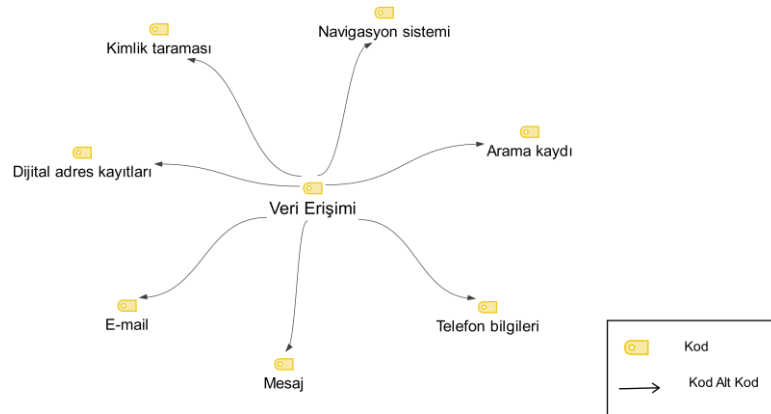 Navigasyon sistemi
Kimlik taraması
Arama kaydı
Dijital adres kayıtları
Veri Erişimi
E-mail
Telefon bilgileri
Mesaj
Kod
Kod Alt Kod